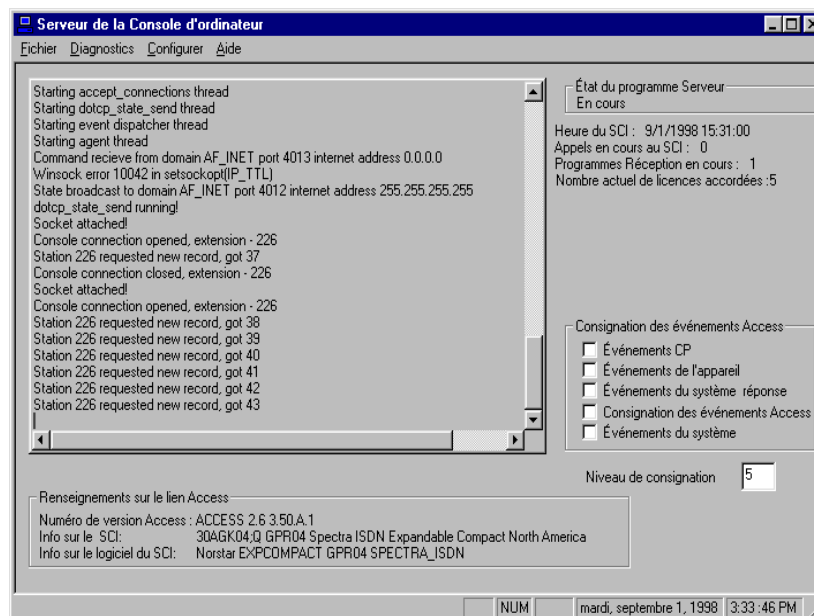 Serveur de la Console d'ordinateur
Fichier Diagnostics Configurer Aide
Starting accept_connections thread
Starting dotcp_state_send thread
Starting event dispatcher thread
Starting agent thread
Command recieve from domain AF_INET port 4013 internet address 0.0.0.0
Winsock error 10042 in setsockopt(IP_TTL)
State broadcast to domain AF_INET port 4012 internet address 255.255.255.255
dotcp_state_send running!
Socket attached!
Console connection opened, extension - 226
Station 226 requested new record, got 37
Console connection closed, extension - 226
Socket attached!
Console connection opened, extension - 226
Station 226 requested new record, got 38
Station 226 requested new record, got 39
Station 226 requested new record, got 40
Station 226 requested new record, got 41
Station 226 requested new record, got 42
Station 226 requested new record, got 43
État du programme Serveur
En cours
Heure du SCI : 9/1/1998 15:31:00
Appels en cours au SCI : 0
Programmes Réception en cours : 1
Nombre actuel de licences accordées :5
Consignation des événements Access
Événements CP
Événements de l'appareil
Événements du système réponse
Consignation des événements Access
Événements du système
Niveau de consignation 5
Renseignements sur le lien Access
Numéro de version Access : ACCESS 2.6 3.50.A.1
Info sur le SCI: 30AGK04;Q GPR04 Spectra ISDN Expandable Compact North America
Info sur le logiciel du SCI: Norstar EXPCOMPACT GPR04 SPECTRA_ISDN
NUM mardi, septembre 1, 1998 3:33 :46 PM